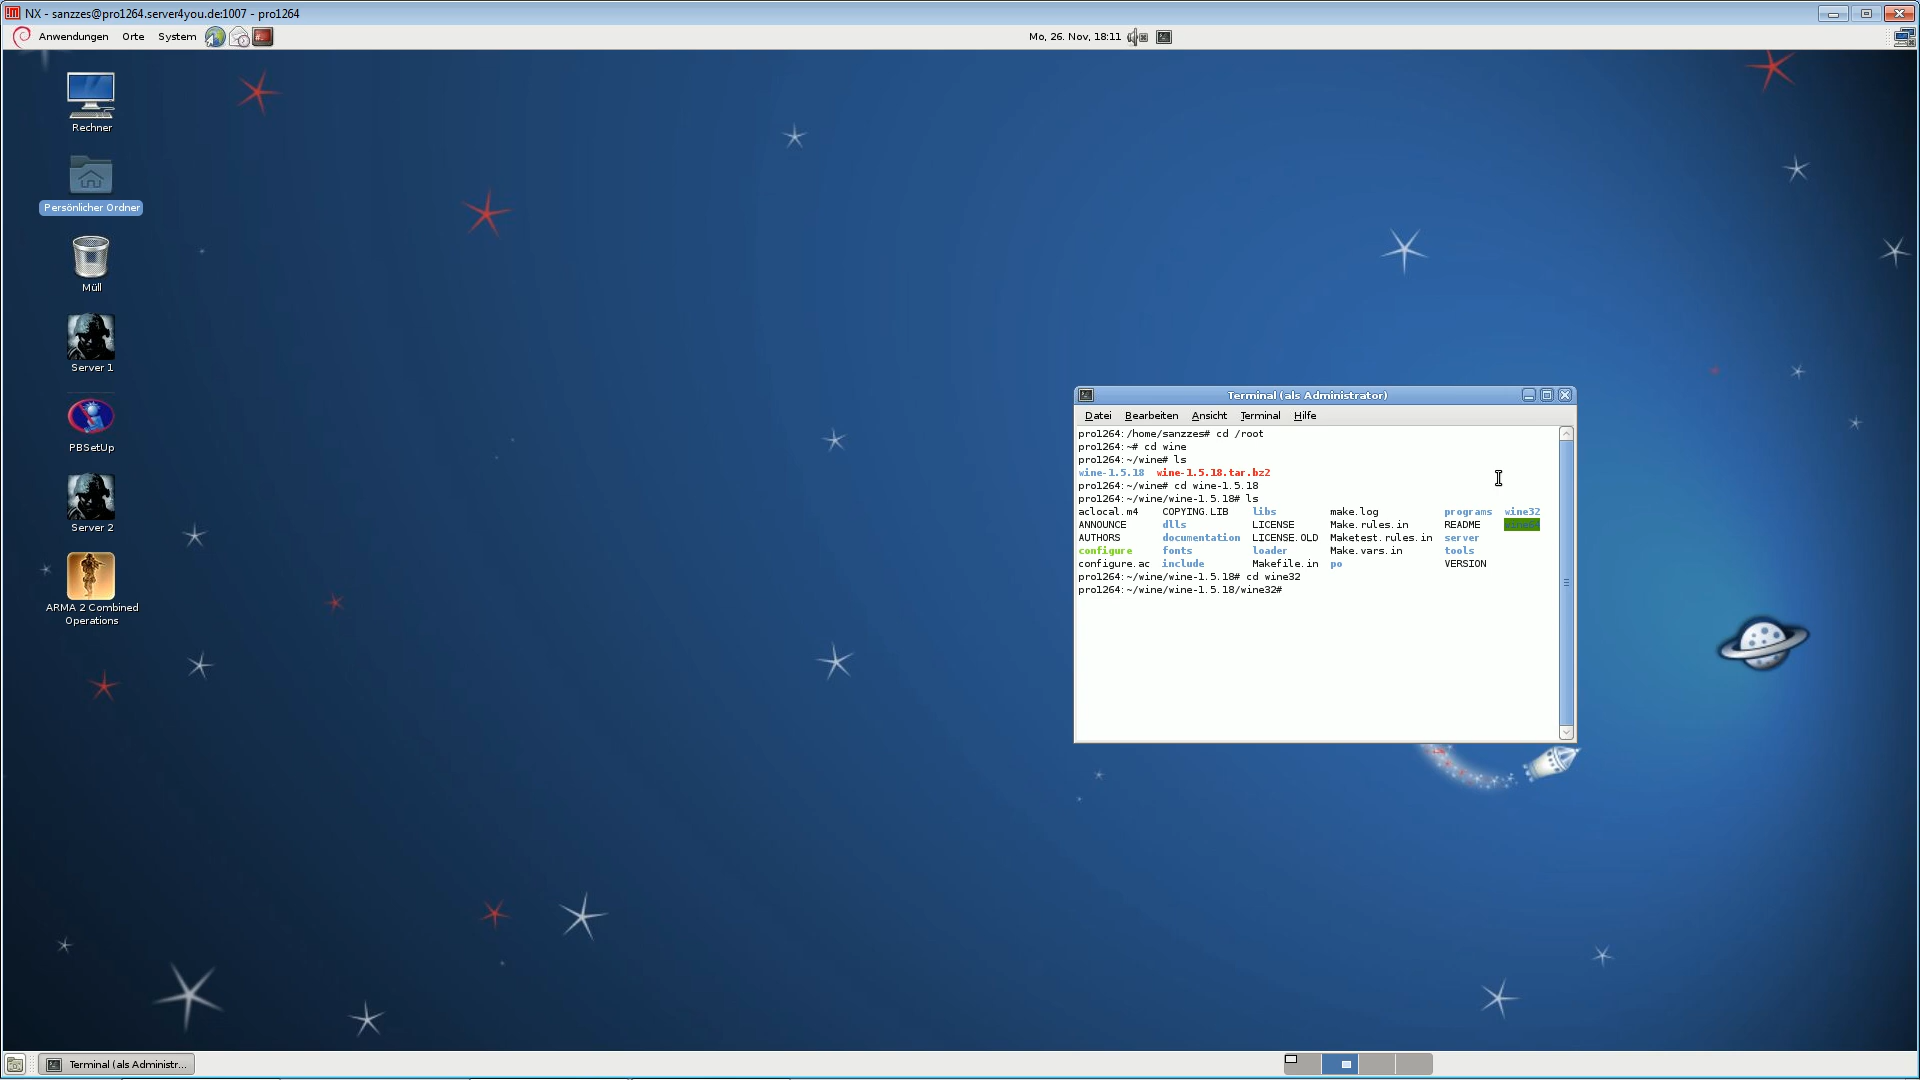 NX - sanzzes@pro1264.server4you.de:1007 - pro1264
Anwendungen Orte System Mo, 26. Nov, 18:11
Rechner
Persönlicher Ordner
Müll
Server 1
PBSetUp
Server 2
ARMA 2 Combined
Operations
Terminal (als Administrator)
Datei Bearbeiten Ansicht Terminal Hilfe
pro1264:/home/sanzzes# cd /root
pro1264:~# cd wine
pro1264:~/wine# ls
wine-1.5.18 wine-1.5.18.tar.bz2
pro1264:~/wine# cd wine-1.5.18
pro1264:~/wine/wine-1.5.18# ls
aclocal.m4 COPYING.LIB libs make.log programs wine32
ANNOUNCE dlls LICENSE Make.rules.in README wine64
AUTHORS documentation LICENSE.OLD Maketest.rules.in server
configure fonts loader Make.vars.in tools
configure.ac include Makefile.in po VERSION
pro1264:~/wine/wine-1.5.18# cd wine32
pro1264:~/wine/wine-1.5.18/wine32#
Terminal (als Administr...